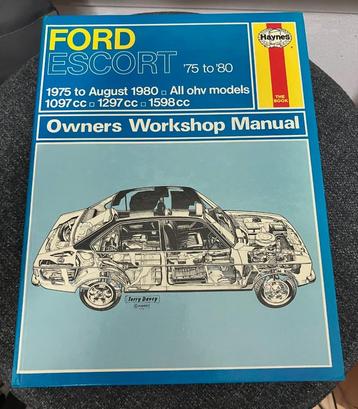 FORD
ESCORT '75 to '80
Haynes
THE BOOK
1975 to August 1980 □ All ohv models
1097cc □ 1297cc □ 1598cc
Owners Workshop Manual
Terry Davey